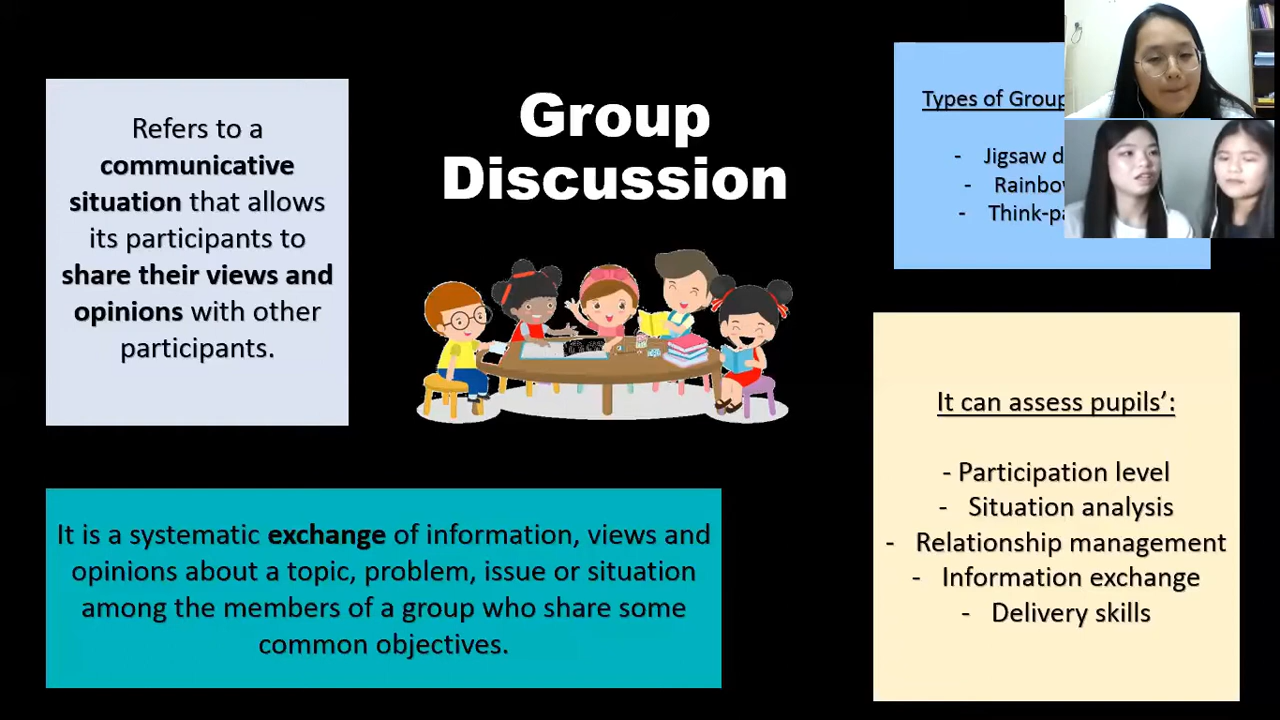 Group
Discussion
Refers to a
communicative
situation that allows
its participants to
share their views and
opinions with other
participants.
Types of Group
- Jigsaw
-
- 
It is a systematic exchange of information, views and
opinions about a topic, problem, issue or situation
among the members of a group who share some
common objectives.
It can assess pupils’:
- Participation level
- Situation analysis
- Relationship management
- Information exchange
- Delivery skills